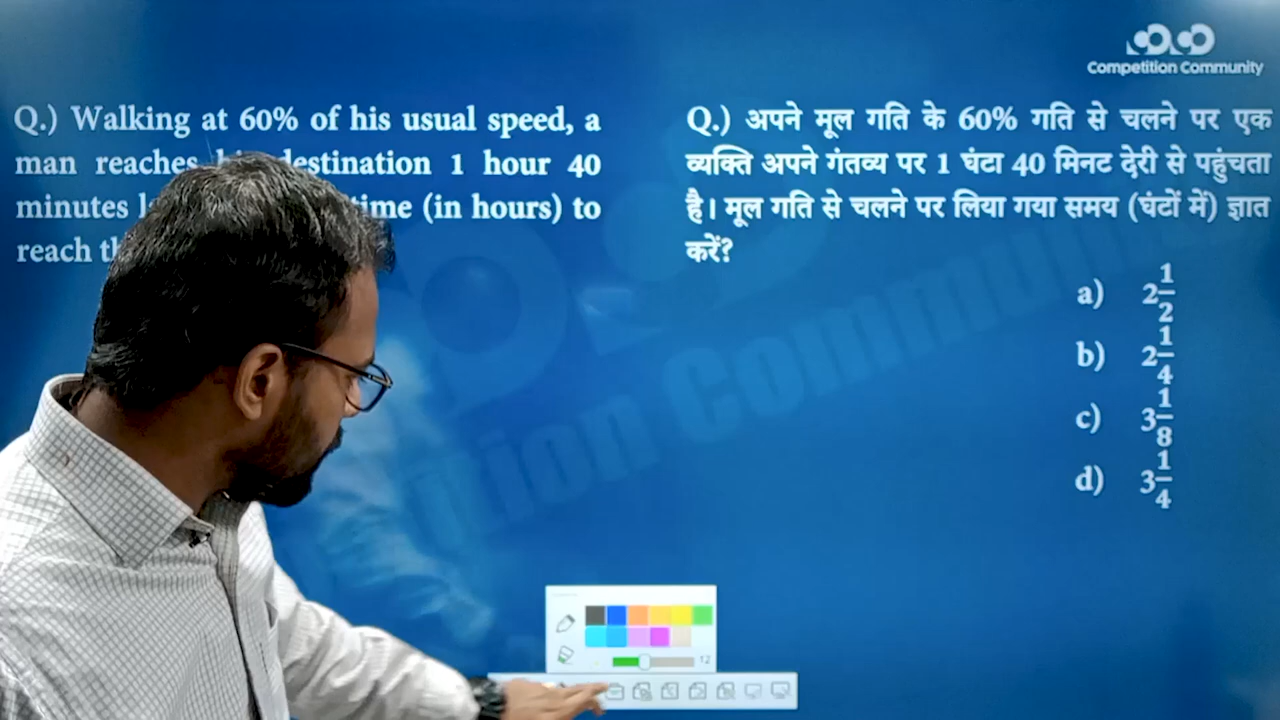 Competition Community
Q.) Walking at 60% of his usual speed, a
man reaches destination 1 hour 40
minutes time (in hours) to
reach
Q.) अपने मूल गति के 60% गति से चलने पर एक
व्यक्ति अपने गंतव्य पर 1 घंटा 40 मिनट देरी से पहुंचता
है। मूल गति से चलने पर लिया गया समय (घंटों में) ज्ञात
करें?
a) 2 1/2
b) 2 1/4
c) 3 1/8
d) 3 1/4
12